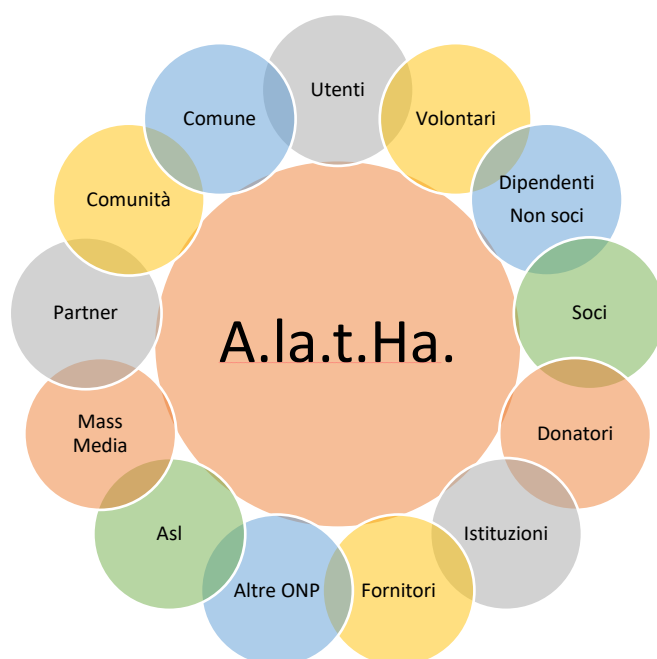 Utenti
Volontari
Dipendenti
Non soci
Soci
Donatori
Istituzioni
Fornitori
Altre ONP
Asl
Mass
Media
Partner
Comunità
Comune
A.la.t.Ha.